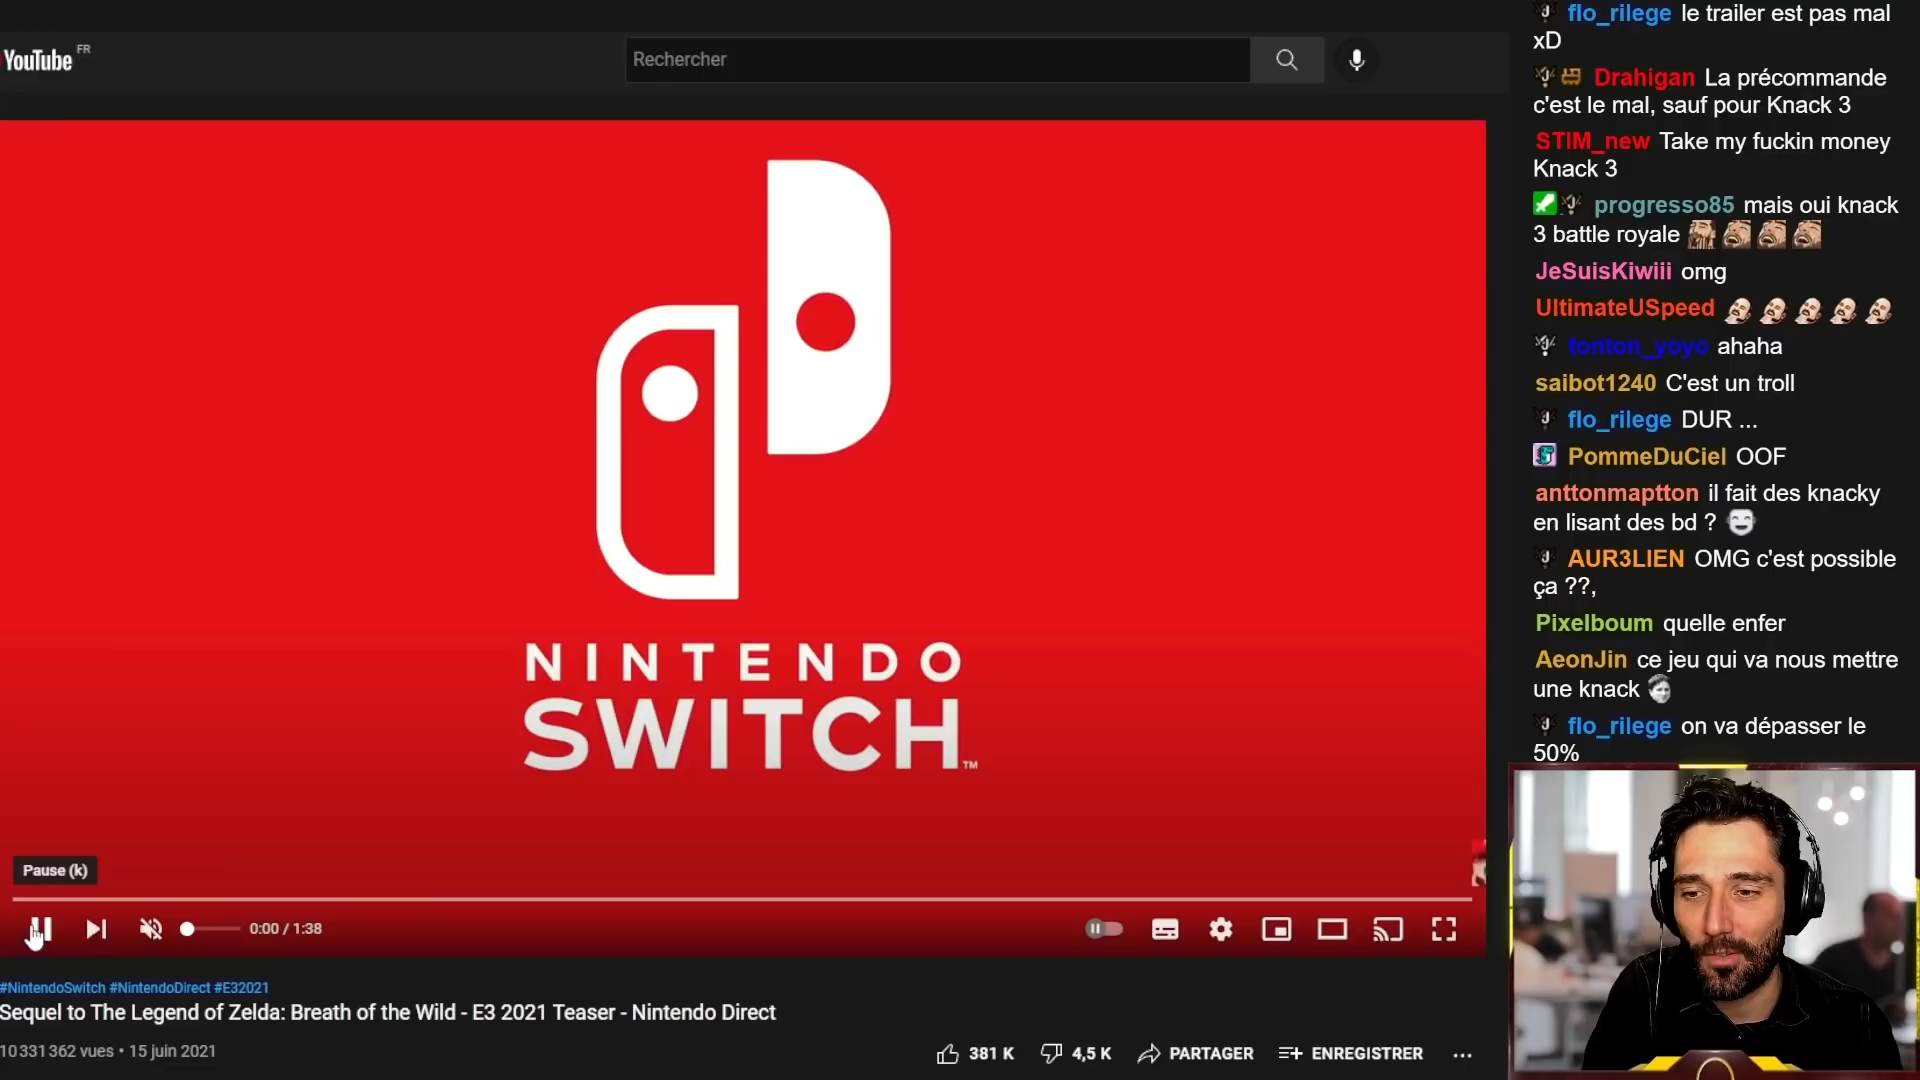 YouTube FR
Rechercher
NINTENDO
SWITCH™
Pause (k)
0:00 / 1:38
#NintendoSwitch #NintendoDirect #E32021
Sequel to The Legend of Zelda: Breath of the Wild - E3 2021 Teaser - Nintendo Direct
10 331 362 vues • 15 juin 2021
381 K
4,5 K
PARTAGER
ENREGISTRER
flo_rilege le trailer est pas mal
xD
Drahigan La précommande
c'est le mal, sauf pour Knack 3
STIM_new Take my fuckin money
Knack 3
progresso85 mais oui knack
3 battle royale
JeSuisKiwiii omg
UltimateUSpeed
tonton_yoyo ahaha
saibot1240 C'est un troll
flo_rilege DUR ...
PommeDuCiel OOF
anttonmaptton il fait des knacky
en lisant des bd ?
AUR3LIEN OMG c'est possible
ça ??,
Pixelboum quelle enfer
AeonJin ce jeu qui va nous mettre
une knack
flo_rilege on va dépasser le
50%